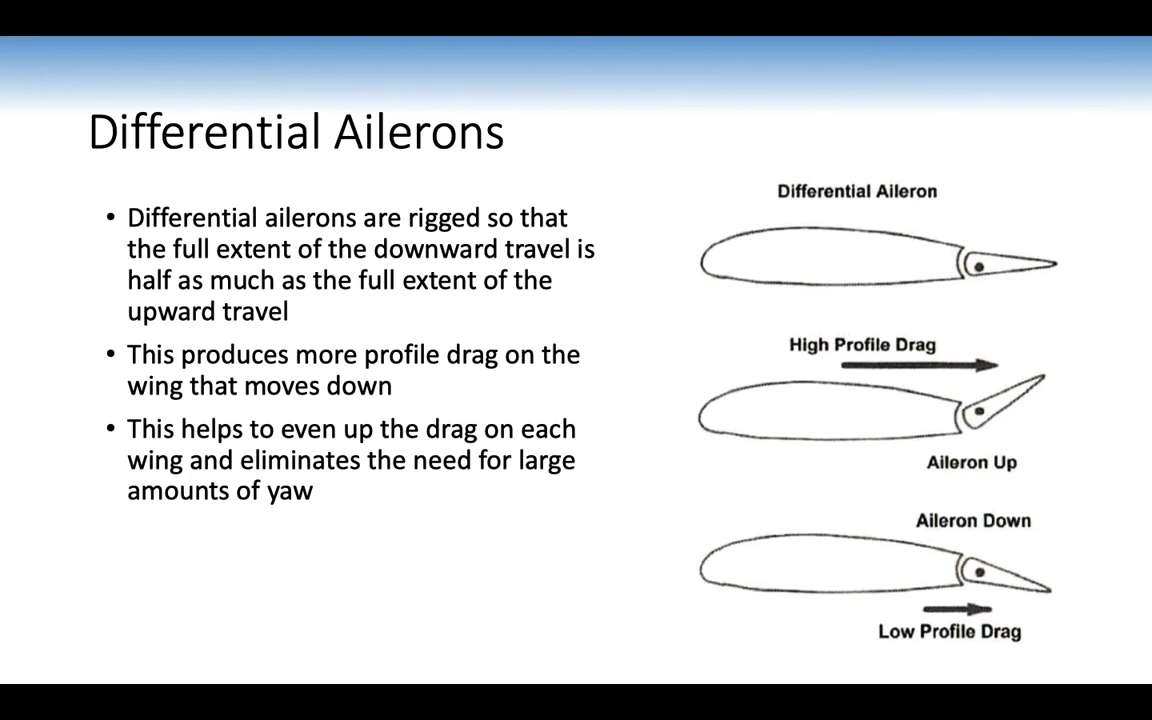 Differential Ailerons
• Differential ailerons are rigged so that
the full extent of the downward travel is
half as much as the full extent of the
upward travel
• This produces more profile drag on the
wing that moves down
• This helps to even up the drag on each
wing and eliminates the need for large
amounts of yaw
Differential Aileron
High Profile Drag
Aileron Up
Aileron Down
Low Profile Drag